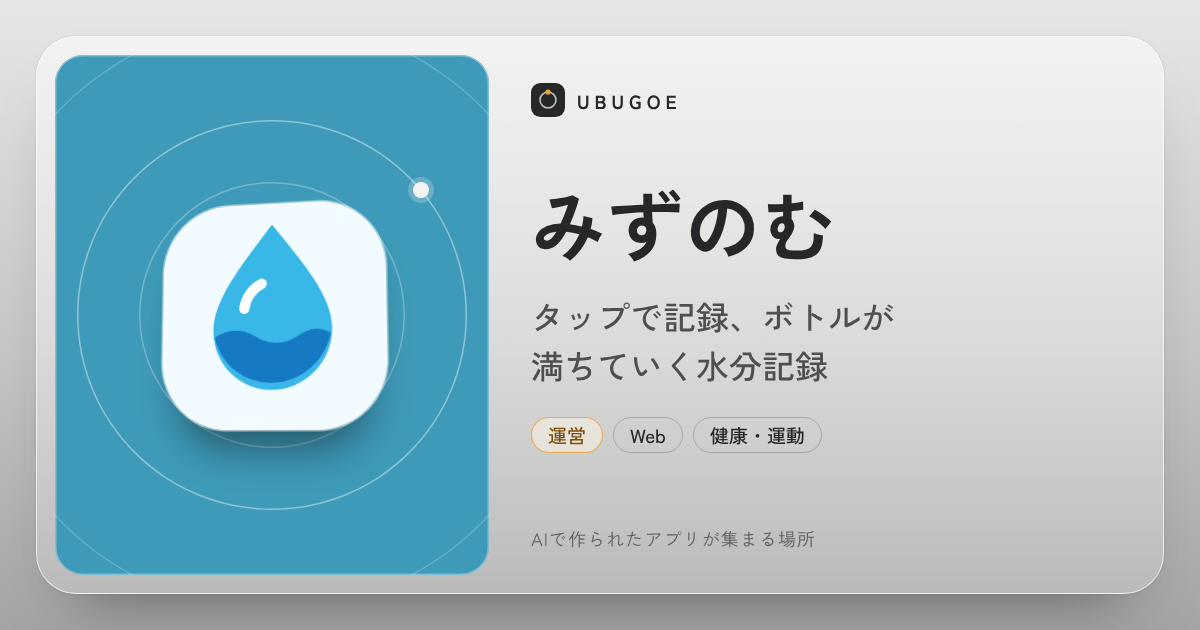 UBUGOE
みずのむ
タップで記録、ボトルが
満ちていく水分記録
運営 Web 健康・運動
AIで作られたアプリが集まる場所